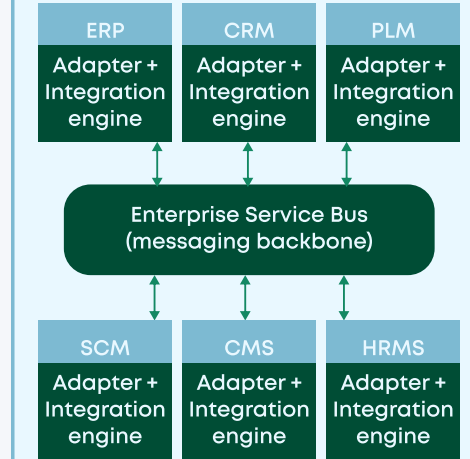 ERP
Adapter +
Integration
engine
CRM
Adapter +
Integration
engine
PLM
Adapter +
Integration
engine
Enterprise Service Bus
(messaging backbone)
SCM
Adapter +
Integration
engine
CMS
Adapter +
Integration
engine
HRMS
Adapter +
Integration
engine